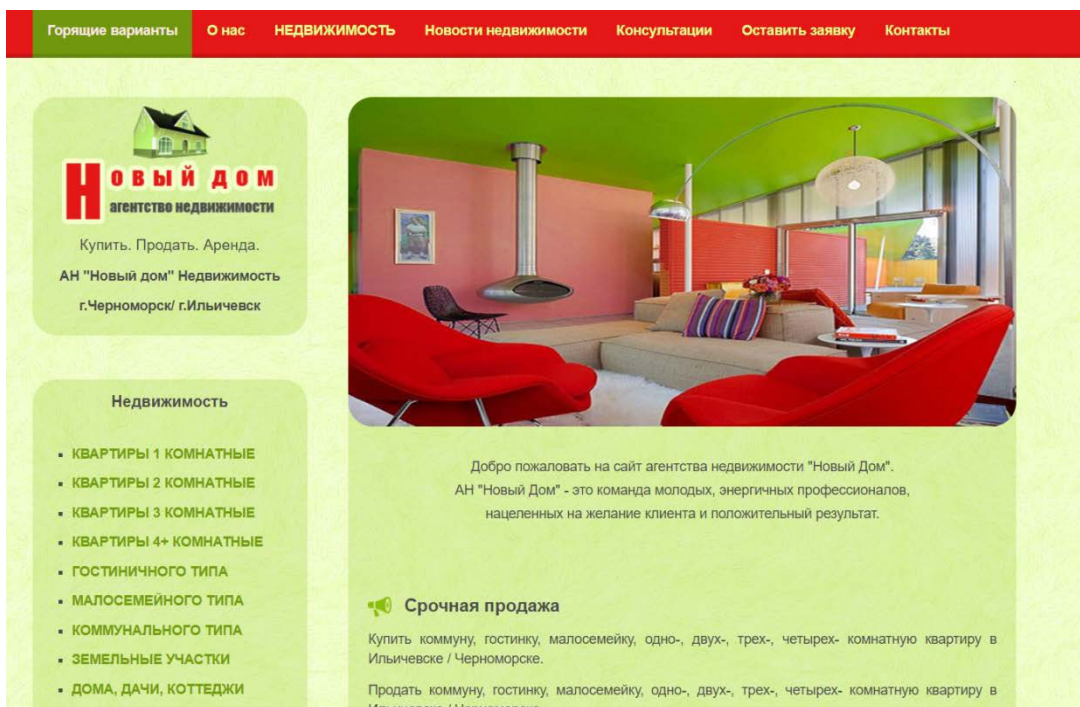 Горящие варианты О нас НЕДВИЖИМОСТЬ Новости недвижимости Консультации Оставить заявку Контакты
Новый дом
агентство недвижимости
Купить. Продать. Аренда.
АН "Новый дом" Недвижимость
г.Черноморск/ г.Ильичевск
Недвижимость
КВАРТИРЫ 1 КОМНАТНЫЕ
КВАРТИРЫ 2 КОМНАТНЫЕ
КВАРТИРЫ 3 КОМНАТНЫЕ
КВАРТИРЫ 4+ КОМНАТНЫЕ
ГОСТИНИЧНОГО ТИПА
МАЛОСЕМЕЙНОГО ТИПА
КОММУНАЛЬНОГО ТИПА
ЗЕМЕЛЬНЫЕ УЧАСТКИ
ДОМА, ДАЧИ, КОТТЕДЖИ
Добро пожаловать на сайт агентства недвижимости "Новый Дом".
АН "Новый Дом" - это команда молодых, энергичных профессионалов,
нацеленных на желание клиента и положительный результат.
Срочная продажа
Купить коммуну, гостинку, малосемейку, одно-, двух-, трех-, четырех- комнатную квартиру в
Ильичевске / Черноморске.
Продать коммуну, гостинку, малосемейку, одно-, двух-, трех-, четырех- комнатную квартиру в